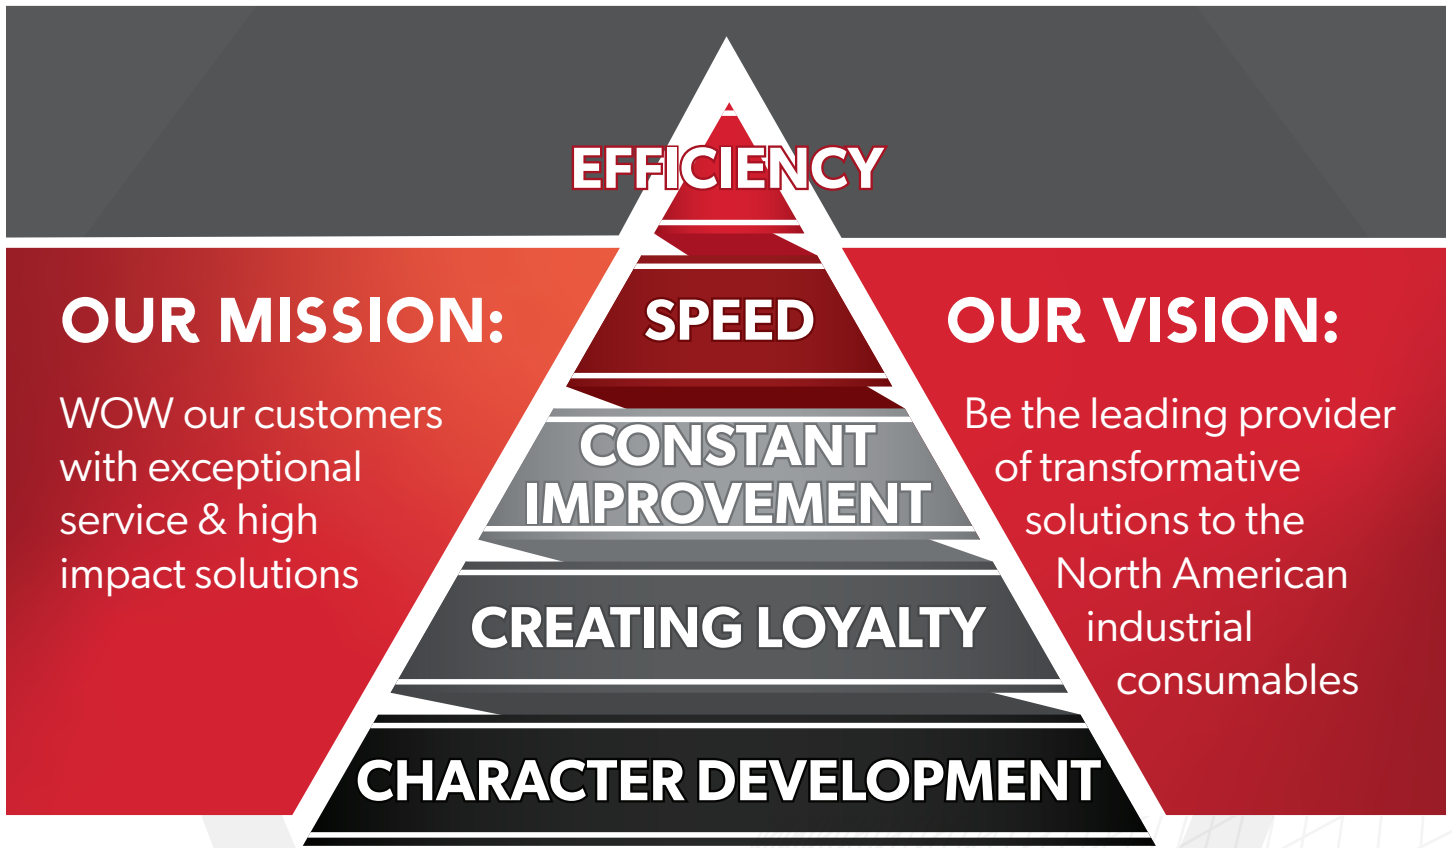 EFFICIENCY
SPEED
CONSTANT
IMPROVEMENT
CREATING LOYALTY
CHARACTER DEVELOPMENT
OUR MISSION:
WOW our customers
with exceptional
service & high
impact solutions
OUR VISION:
Be the leading provider
of transformative
solutions to the
North American
industrial
consumables